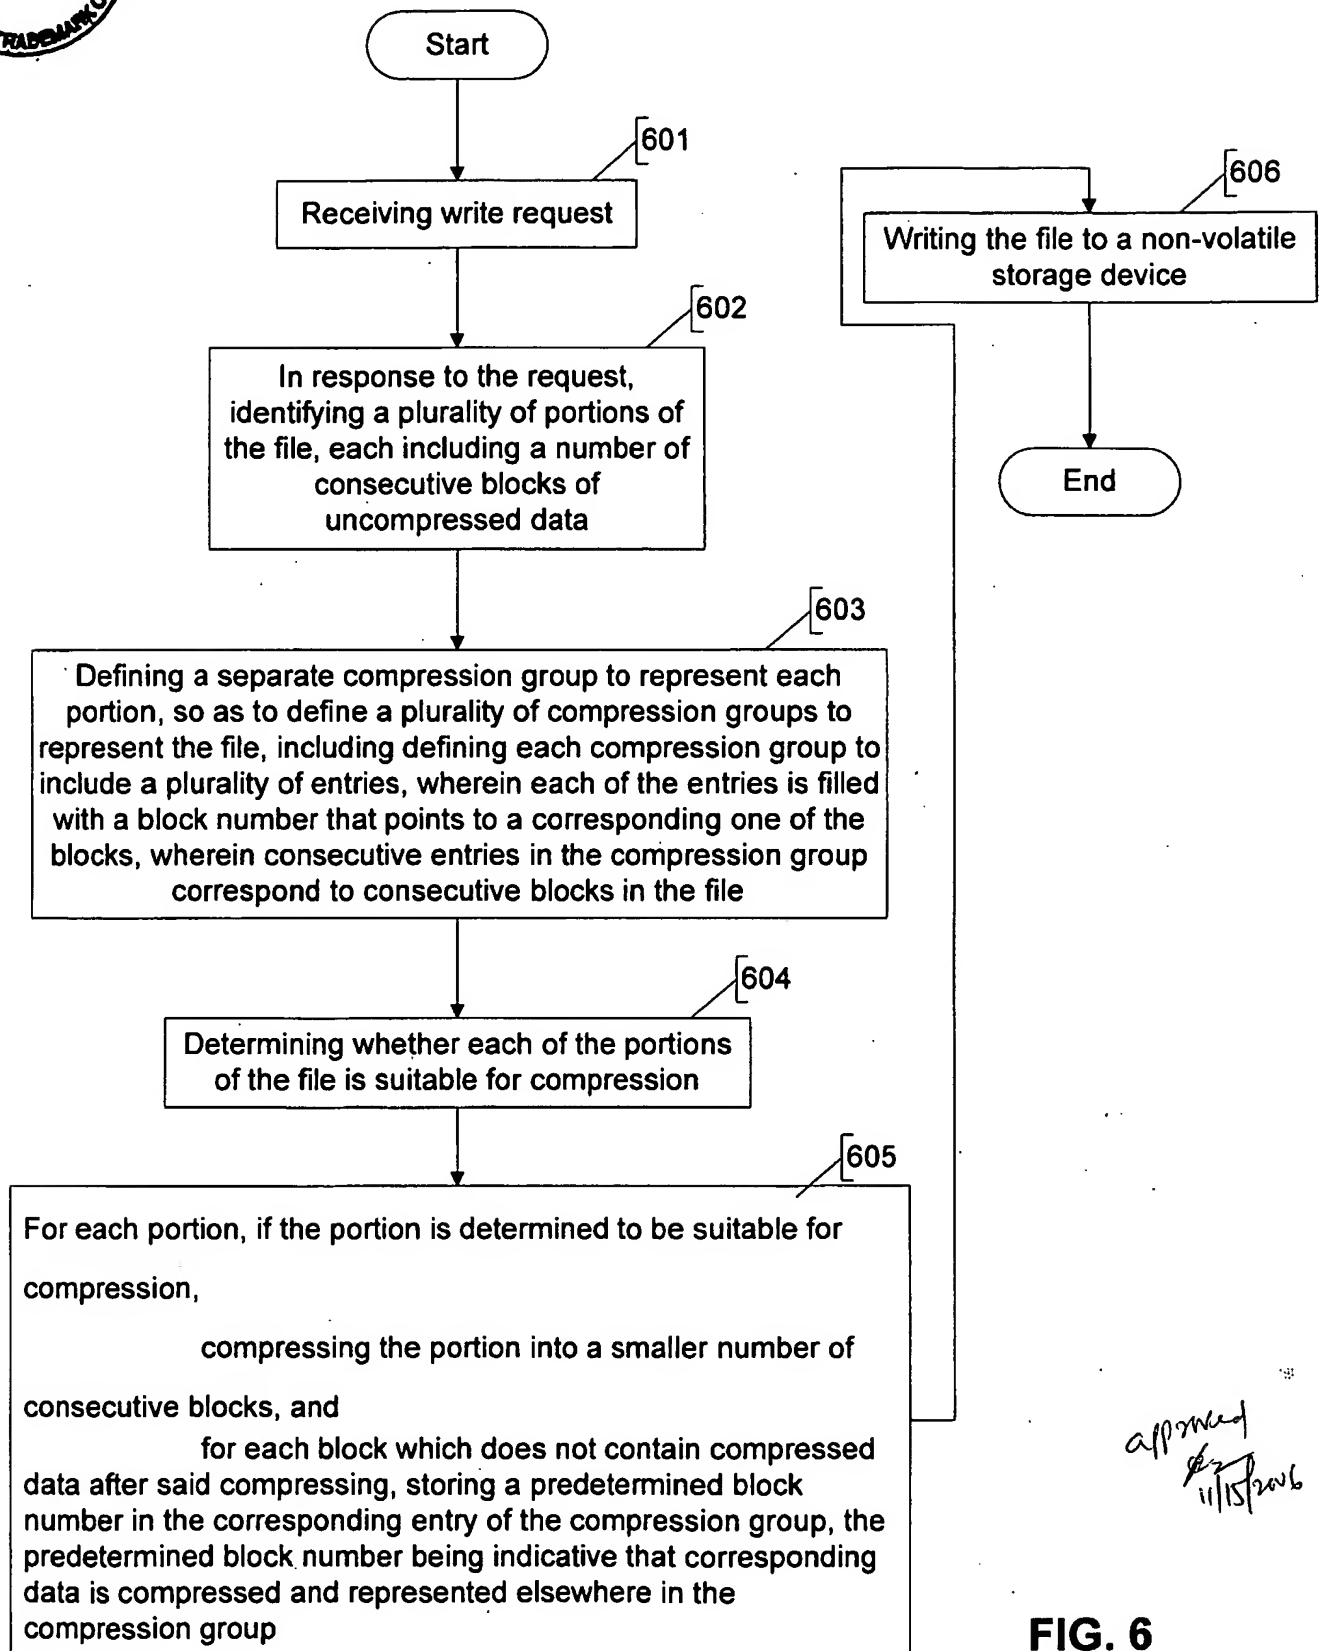 TRADEMARK
Start
601
Receiving write request
602
In response to the request,
identifying a plurality of portions of
the file, each including a number of
consecutive blocks of
uncompressed data
603
Defining a separate compression group to represent each
portion, so as to define a plurality of compression groups to
represent the file, including defining each compression group to
include a plurality of entries, wherein each of the entries is filled
with a block number that points to a corresponding one of the
blocks, wherein consecutive entries in the compression group
correspond to consecutive blocks in the file
604
Determining whether each of the portions
of the file is suitable for compression
605
For each portion, if the portion is determined to be suitable for
compression,
compressing the portion into a smaller number of
consecutive blocks, and
for each block which does not contain compressed
data after said compressing, storing a predetermined block
number in the corresponding entry of the compression group, the
predetermined block number being indicative that corresponding
data is compressed and represented elsewhere in the
compression group
606
Writing the file to a non-volatile
storage device
End
approved
11/15/2006
FIG. 6